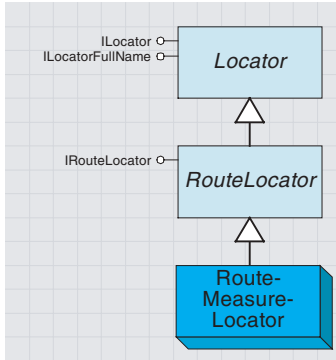 ILocator
ILocatorFullName
Locator
IRouteLocator
RouteLocator
Route-
Measure-
Locator